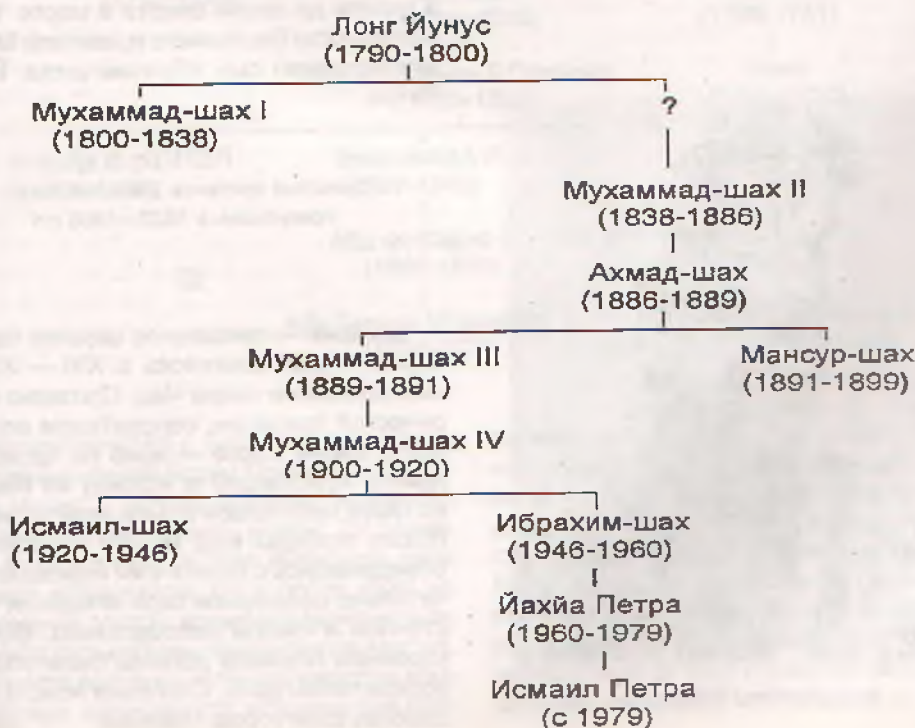 Лонг Йунус
(1790-1800)
Мухаммад-шах I
(1800-1838)
?
Мухаммад-шах II
(1838-1886)
Ахмад-шах
(1886-1889)
Мухаммад-шах III
(1889-1891)
Мансур-шах
(1891-1899)
Мухаммад-шах IV
(1900-1920)
Исмаил-шах
(1920-1946)
Ибрахим-шах
(1946-1960)
Йахйа Петра
(1960-1979)
Исмаил Петра
(с 1979)